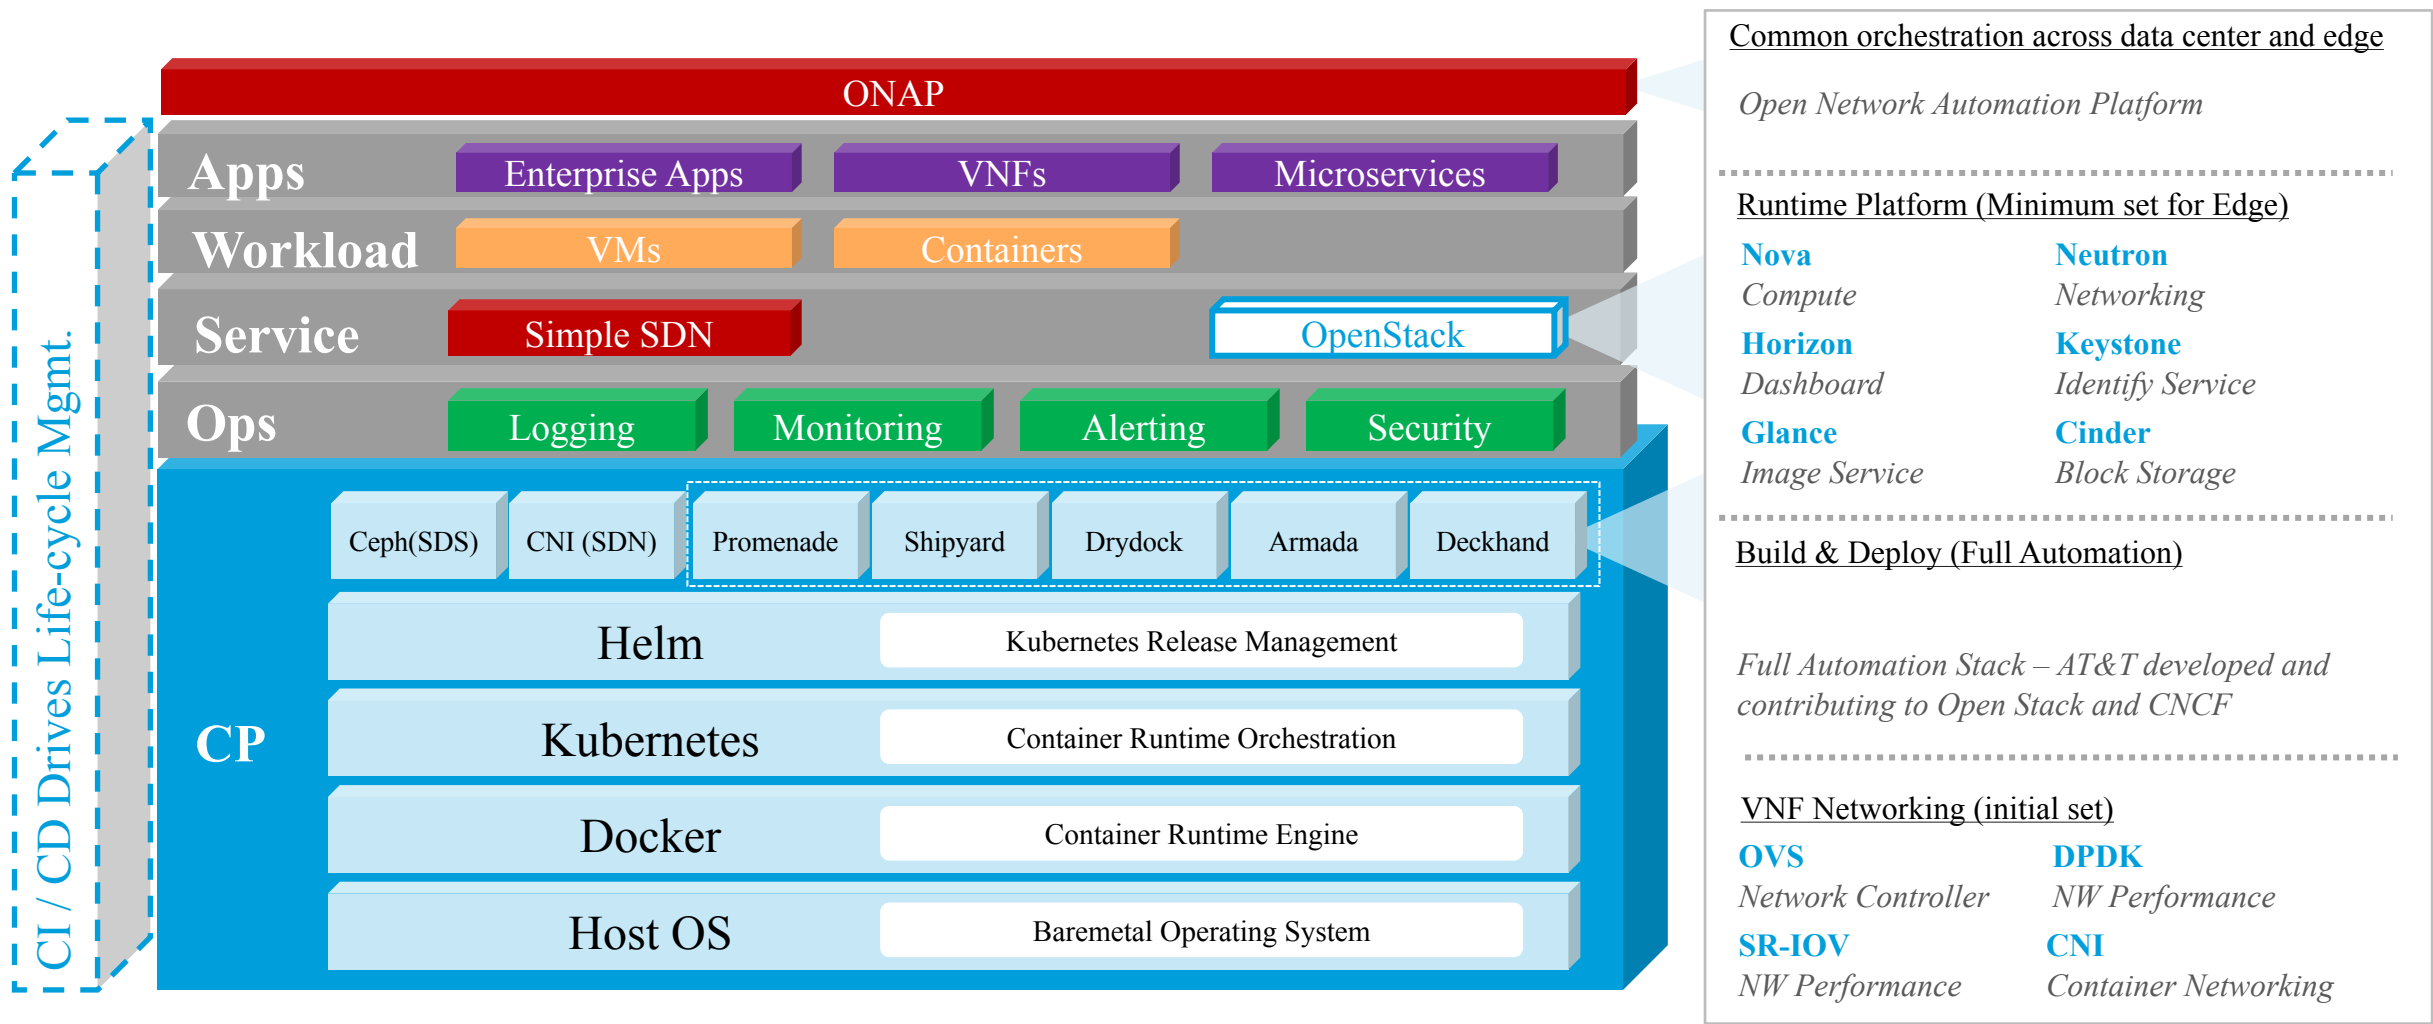 ONAP
Apps
Enterprise Apps
VNFs
Microservices
Workload
VMs
Containers
Service
Simple SDN
OpenStack
Ops
Logging
Monitoring
Alerting
Security
CP
Ceph(SDS)
CNI (SDN)
Promenade
Shipyard
Drydock
Armada
Deckhand
Helm
Kubernetes Release Management
Kubernetes
Container Runtime Orchestration
Docker
Container Runtime Engine
Host OS
Baremetal Operating System
CI / CD Drives Life-cycle Mgmt.
Common orchestration across data center and edge
Open Network Automation Platform
Runtime Platform (Minimum set for Edge)
Nova
Compute
Neutron
Networking
Horizon
Dashboard
Keystone
Identify Service
Glance
Image Service
Cinder
Block Storage
Build & Deploy (Full Automation)
Full Automation Stack – AT&T developed and
contributing to Open Stack and CNCF
VNF Networking (initial set)
OVS
Network Controller
DPDK
NW Performance
SR-IOV
NW Performance
CNI
Container Networking